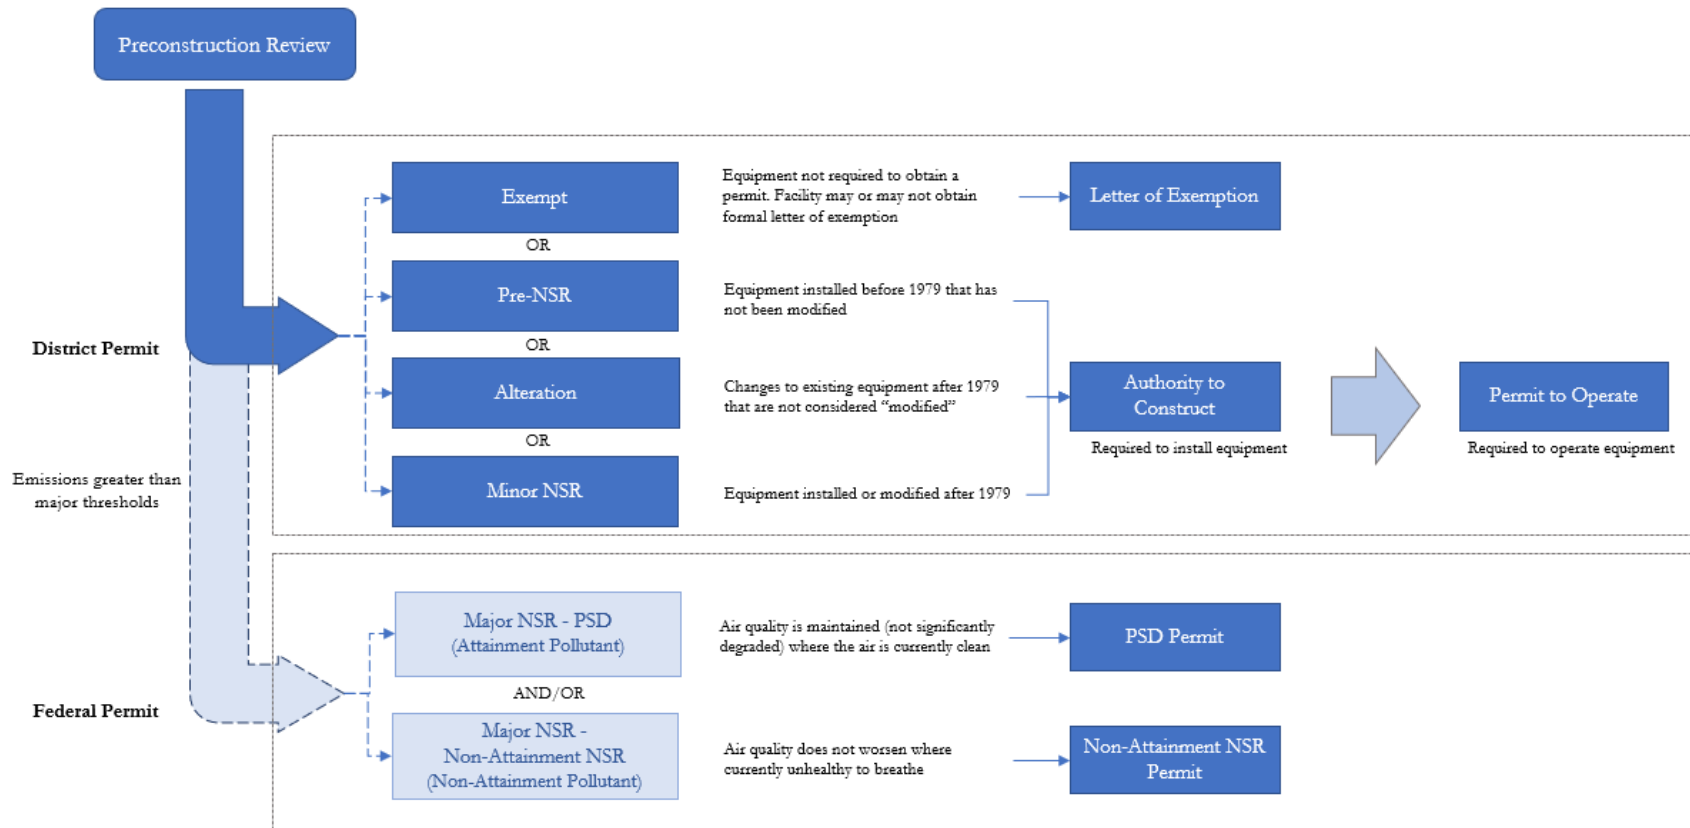 Preconstruction Review
Exempt
Equipment not required to obtain a
permit. Facility may or may not obtain
formal letter of exemption
Letter of Exemption
OR
Pre-NSR
Equipment installed before 1979 that has
not been modified
OR
District Permit
Alteration
Changes to existing equipment after 1979
that are not considered “modified”
Authority to
Construct
Required to install equipment
Permit to Operate
Required to operate equipment
OR
Minor NSR
Equipment installed or modified after 1979
Emissions greater than
major thresholds
Major NSR - PSD
(Attainment Pollutant)
Air quality is maintained (not significantly
degraded) where the air is currently clean
PSD Permit
AND/OR
Federal Permit
Major NSR -
Non-Attainment NSR
(Non-Attainment Pollutant)
Air quality does not worsen where
currently unhealthy to breathe
Non-Attainment NSR
Permit